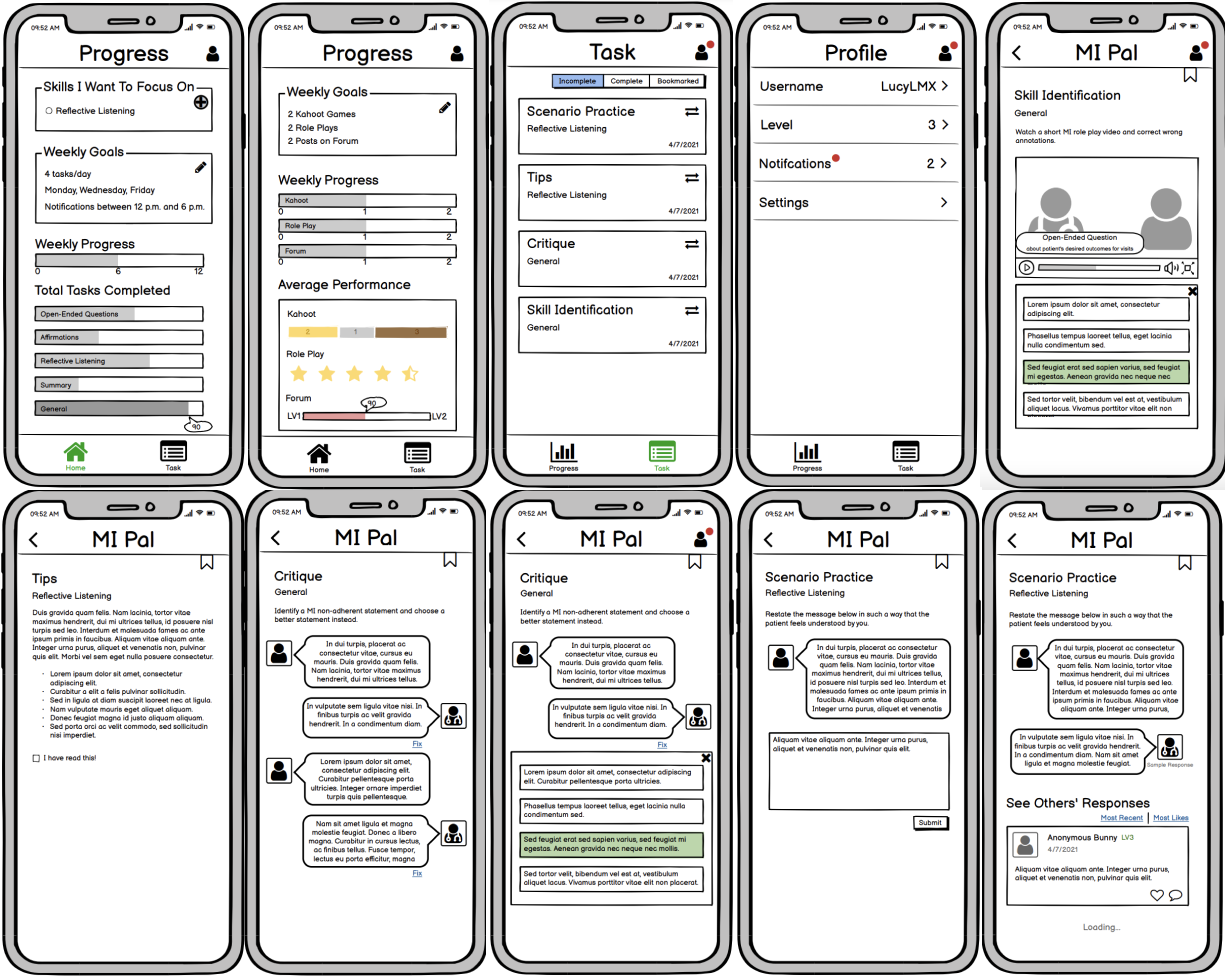 09:52 AM
Progress
Skills I Want To Focus On
Reflective Listening
Weekly Goals
4 tasks/day
Monday, Wednesday, Friday
Notifications between 12 p.m. and 6 p.m.
Weekly Progress
0 6 12
Total Tasks Completed
Open-Ended Questions
Affirmations
Reflective Listening
Summary
General
90
Home Task
09:52 AM
Progress
Weekly Goals
2 Kahoot Games
2 Role Plays
2 Posts on Forum
Weekly Progress
Kahoot
0 1 2
Role Play
0 1 2
Forum
0 1 2
Average Performance
Kahoot
2 1 3
Role Play
Forum
90
LV1 LV2
Home Task
09:52 AM
Task
Incomplete Complete Bookmarked
Scenario Practice
Reflective Listening
4/7/2021
Tips
Reflective Listening
4/7/2021
Critique
General
4/7/2021
Skill Identification
General
4/7/2021
Progress Task
09:52 AM
Profile
Username LucyLMX >
Level 3 >
Notifcations 2 >
Settings >
Progress Task
09:52 AM
MI Pal
Skill Identification
General
Watch a short MI role play video and correct wrong
annotations.
Open-Ended Question
about patient's desired outcomes for visits
Lorem ipsum dolor sit amet, consectetur
adipiscing elit.
Phasellus tempus laoreet tellus, eget lacinia
nulla condimentum sed.
Sed feugiat erat sed sapien varius, sed feugiat
mi egestas. Aenean gravida nec neque nec
Sed tortor velit, bibendum vel est at, vestibulum
aliquet lacus. Vivamus porttitor vitae elit non
09:52 AM
MI Pal
Tips
Reflective Listening
Duis gravida quam felis. Nam lacinia, tortor vitae
maximus hendrerit, dui mi ultrices tellus, id posuere nisl
turpis sed leo. Interdum et malesuada fames ac ante
ipsum primis in faucibus. Aliquam vitae aliquam ante.
Integer urna purus, aliquet et venenatis non, pulvinar
quis elit. Morbi vel sem eget nulla posuere consectetur.
· Lorem ipsum dolor sit amet, consectetur
adipiscing elit.
· Curabitur a elit a felis pulvinar sollicitudin.
· Sed in ligula at diam suscipit laoreet nec at ligula.
· Nam vulputate mauris eget aliquet aliquam.
· Donec feugiat magna id justo aliquam aliquam.
· Sed porta orci ac velit commodo, sed sollicitudin
nisi imperdiet.
I have read this!
09:52 AM
MI Pal
Critique
General
Identify a MI non-adherent statement and choose a
better statement instead.
In dui turpis, placerat ac
consectetur vitae, cursus eu
mauris. Duis gravida quam felis.
Nam lacinia, tortor vitae maximus
hendrerit, dui mi ultrices tellus.
In vulputate sem ligula vitae nisi. In
finibus turpis ac velit gravida
hendrerit. In a condimentum diam.
Fix
Lorem ipsum dolor sit amet,
consectetur adipiscing elit.
Curabitur pellentesque porta
ultricies. Integer ornare imperdiet
turpis quis pellentesque.
Nam sit amet ligula et magna
molestie feugiat. Donec a libero
magna. Curabitur in cursus lectus,
ac finibus tellus. Fusce tempor,
lectus eu porta efficitur, magna
Fix
09:52 AM
MI Pal
Critique
General
Identify a MI non-adherent statement and choose a
better statement instead.
In dui turpis, placerat ac
consectetur vitae, cursus eu
mauris. Duis gravida quam felis.
Nam lacinia, tortor vitae maximus
hendrerit, dui mi ultrices tellus.
In vulputate sem ligula vitae nisi. In
finibus turpis ac velit gravida
hendrerit. In a condimentum diam.
Fix
Lorem ipsum dolor sit amet, consectetur adipiscing
elit. Curabitur pellentesque porta ultricies.
Phasellus tempus laoreet tellus, eget lacinia nulla
condimentum sed.
Sed feugiat erat sed sapien varius, sed feugiat mi
egestas. Aenean gravida nec neque nec mollis.
Sed tortor velit, bibendum vel est at, vestibulum
aliquet lacus. Vivamus porttitor vitae elit non placerat.
09:52 AM
MI Pal
Scenario Practice
Reflective Listening
Restate the message below in such a way that the
patient feels understood by you.
In dui turpis, placerat ac consectetur
vitae, cursus eu mauris. Duis gravida
quam felis. Nam lacinia, tortor vitae
maximus hendrerit, dui mi ultrices tellus,
id posuere nisl turpis sed leo. Interdum et
malesuada fames ac ante ipsum primis in
faucibus. Aliquam vitae aliquam ante.
Integer urna purus, aliquet et venenatis
Aliquam vitae aliquam ante. Integer urna purus,
aliquet et venenatis non, pulvinar quis elit.
Submit
09:52 AM
MI Pal
Scenario Practice
Reflective Listening
Restate the message below in such a way that the
patient feels understood by you.
In dui turpis, placerat ac consectetur
vitae, cursus eu mauris. Duis gravida
quam felis. Nam lacinia, tortor vitae
maximus hendrerit, dui mi ultrices
tellus, id posuere nisl turpis sed leo.
Interdum et malesuada fames ac ante
ipsum primis in faucibus. Aliquam vitae
aliquam ante. Integer urna purus,
In vulputate sem ligula vitae nisi. In
finibus turpis ac velit gravida hendrerit.
In a condimentum diam. Nam sit amet
ligula et magna molestie feugiat.
Sample Response
See Others' Responses
Most Recent | Most Likes
Anonymous Bunny LV3
4/7/2021
Aliquam vitae aliquam ante. Integer urna purus,
aliquet et venenatis non, pulvinar quis elit.
Loading...